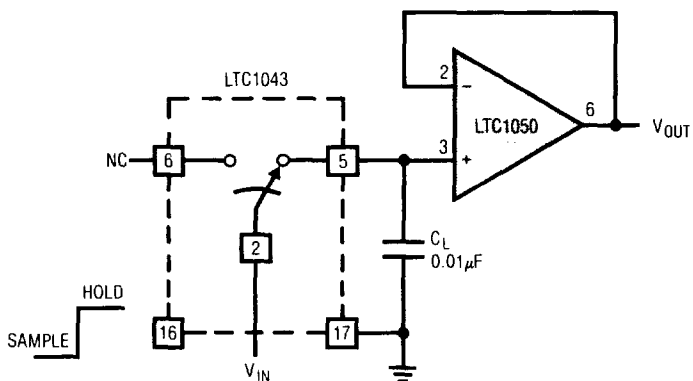 LTC1043
NC
6
5
2
16
17
HOLD
SAMPLE
V_IN
2
−
3
+
LTC1050
6
V_OUT
C_L
0.01μF